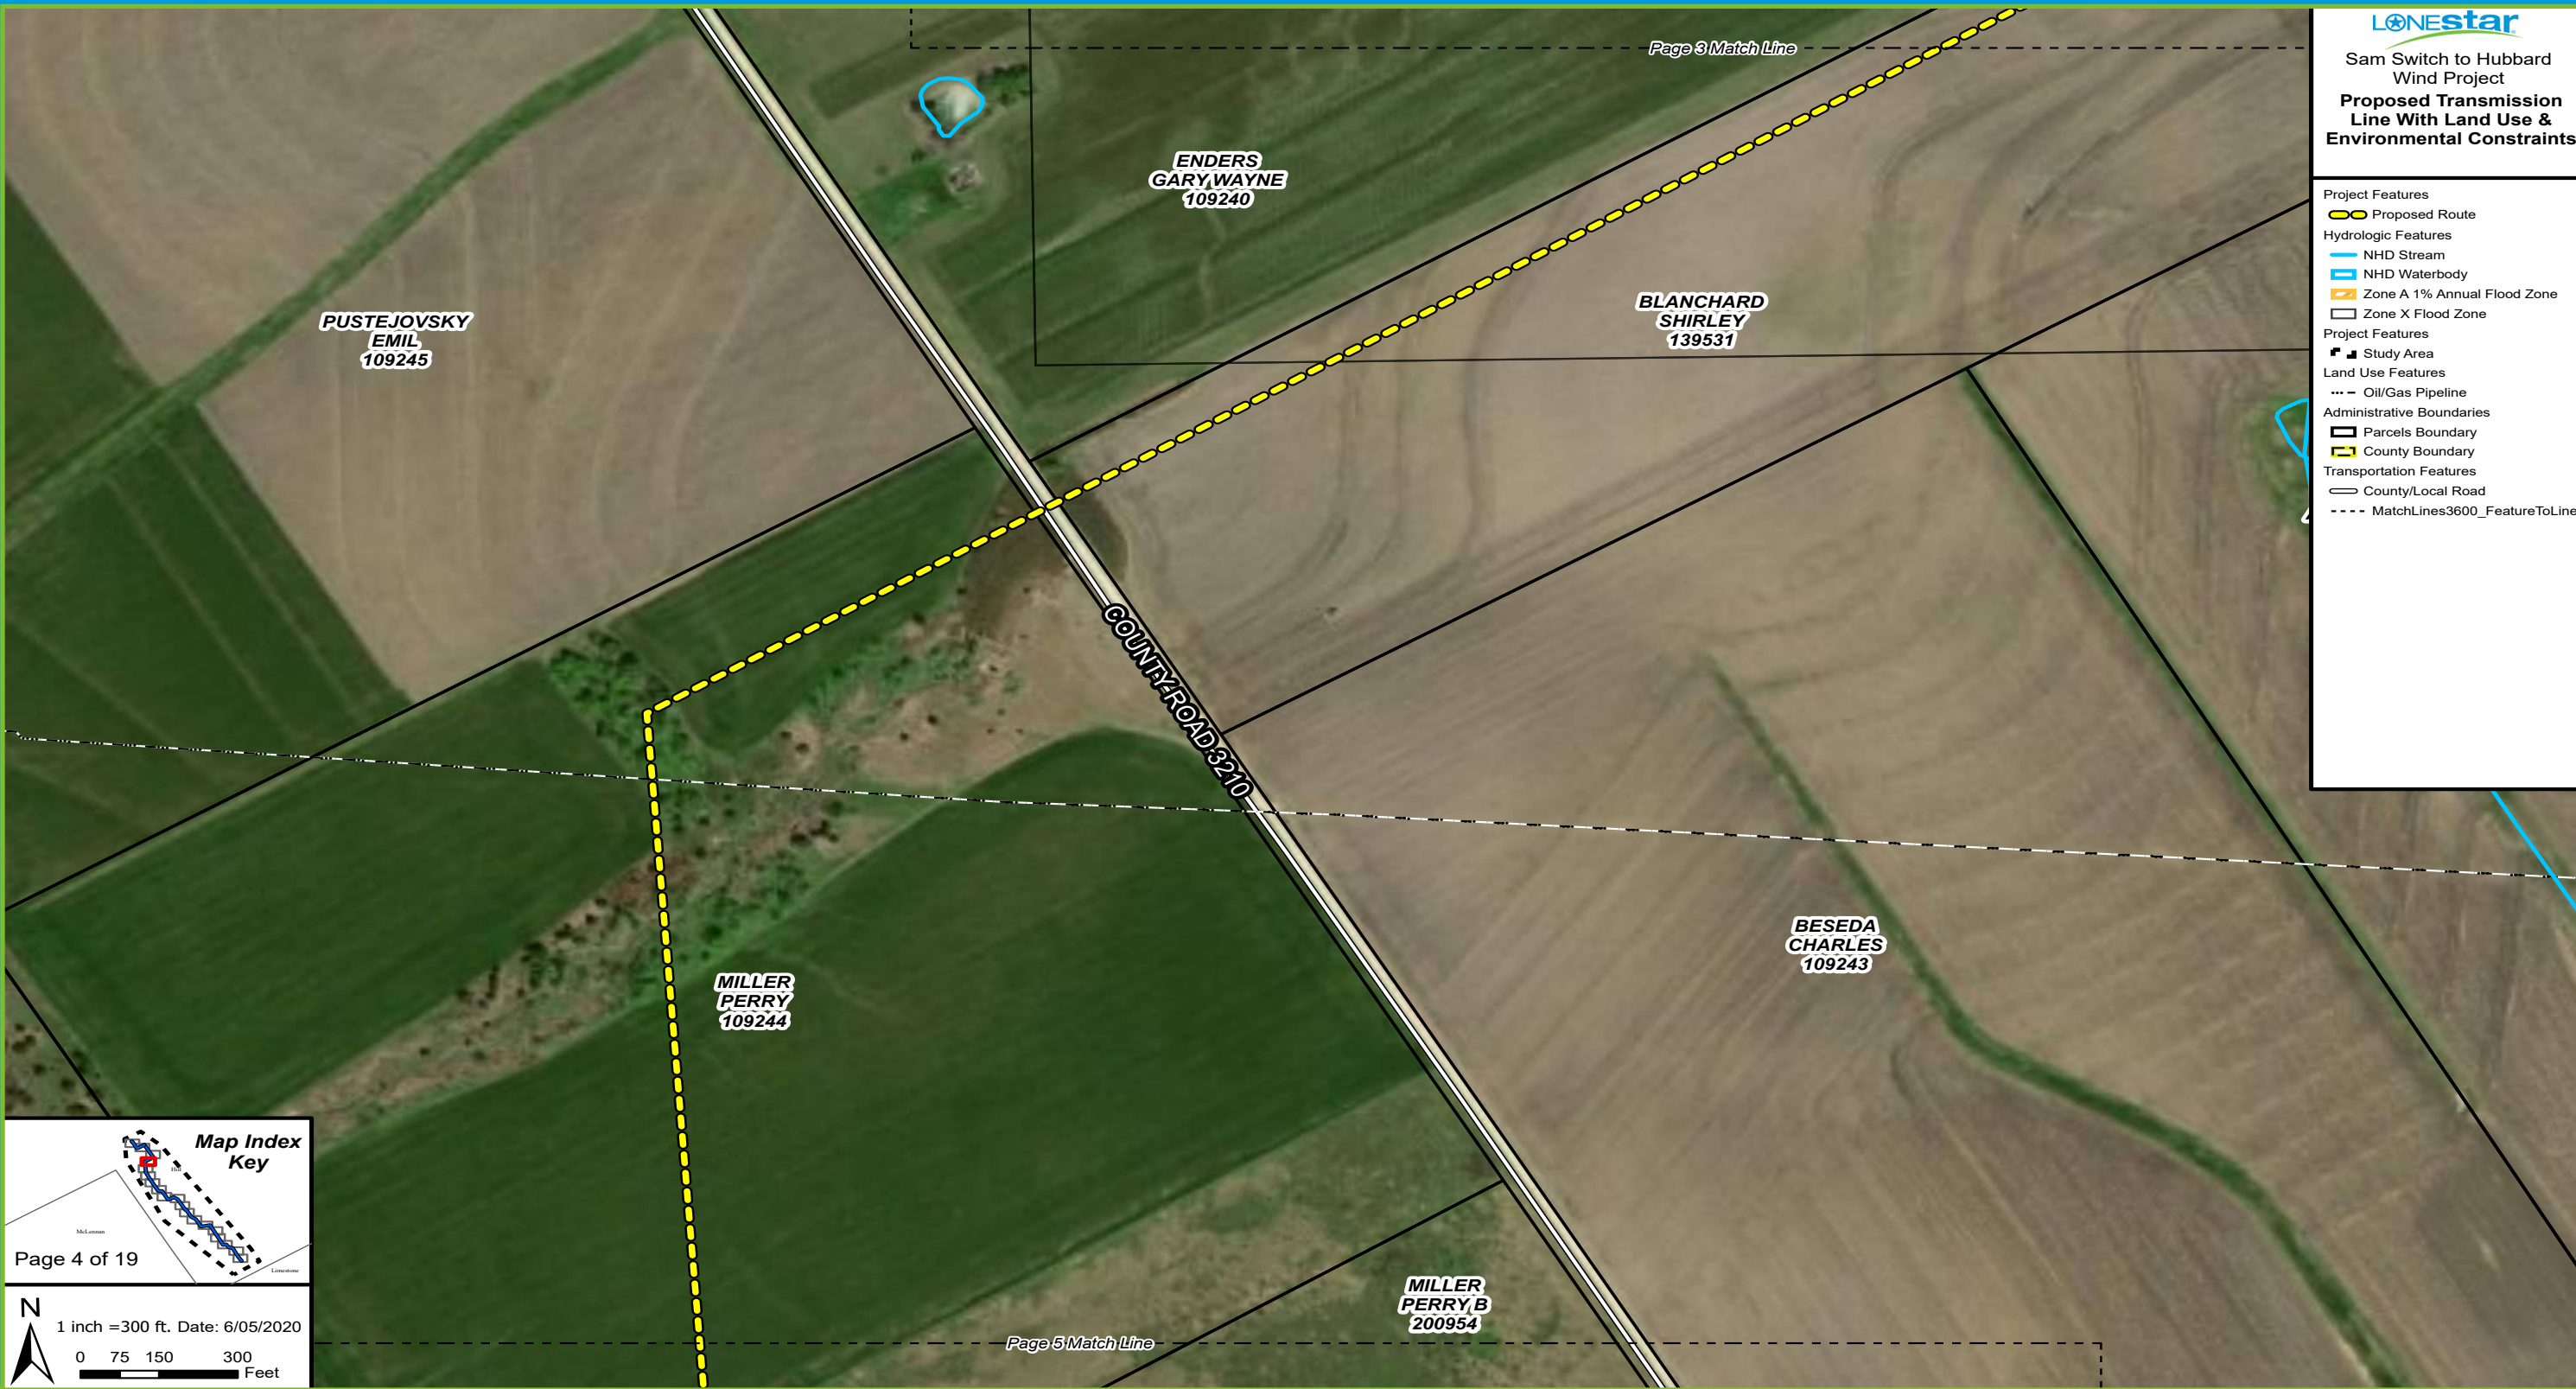 Page 3 Match Line
LONEstar
Sam Switch to Hubbard
Wind Project
Proposed Transmission
Line With Land Use &
Environmental Constraints
Project Features
Proposed Route
Hydrologic Features
NHD Stream
NHD Waterbody
Zone A 1% Annual Flood Zone
Zone X Flood Zone
Project Features
Study Area
Land Use Features
Oil/Gas Pipeline
Administrative Boundaries
Parcels Boundary
County Boundary
Transportation Features
County/Local Road
MatchLines3600_FeatureToLine
ENDERS
GARY WAYNE
109240
BLANCHARD
SHIRLEY
139531
PUSTEJOVSKY
EMIL
109245
COUNTY ROAD 3210
BESEDA
CHARLES
109243
MILLER
PERRY
109244
MILLER
PERRY B
200954
Page 5 Match Line
Map Index
Key
Hill
McLennan
Limestone
Page 4 of 19
N
1 inch =300 ft. Date: 6/05/2020
0 75 150 300
Feet